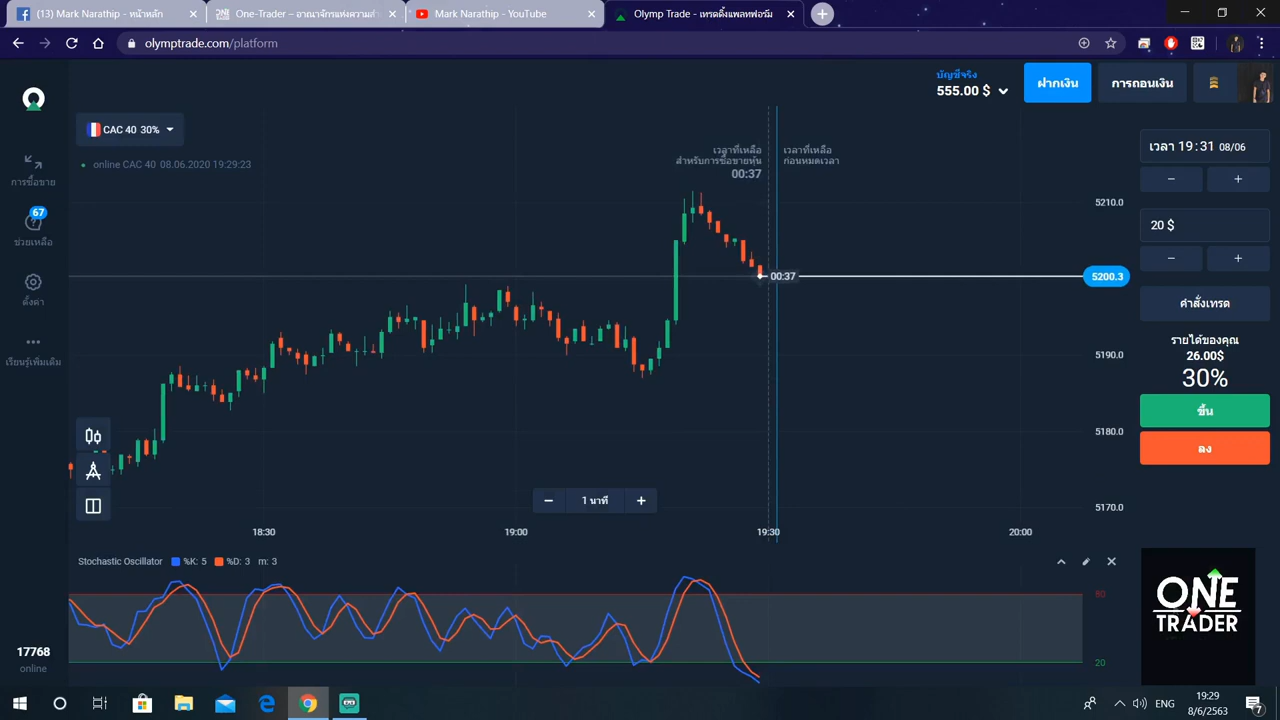 (13) Mark Narathip - หน้าหลัก
One-Trader – อาณาจักรแห่งความสำ
Mark Narathip - YouTube
Olymp Trade - เทรดดิ้งแพลทฟอร์ม
olymptrade.com/platform
บัญชีจริง
555.00 $
ฝากเงิน
การถอนเงิน
CAC 40 30%
online CAC 40 08.06.2020 19:29:23
เวลาที่เหลือ
สำหรับการซื้อขายหุ้น
00:37
เวลาที่เหลือ
ก่อนหมดเวลา
การซื้อขาย
67
ช่วยเหลือ
ตั้งค่า
เรียนรู้เพิ่มเติม
5210.0
00:37
5200.3
5190.0
5180.0
5170.0
เวลา 19:31 08/06
− +
20 $
− +
คำสั่งเทรด
รายได้ของคุณ
26.00$
30%
ขึ้น
ลง
− 1 นาที +
18:30 19:00 19:30 20:00
Stochastic Oscillator %K: 5 %D: 3 m: 3
80
20
ONE
TRADER
17768
online
ENG
19:29
8/6/2563
7